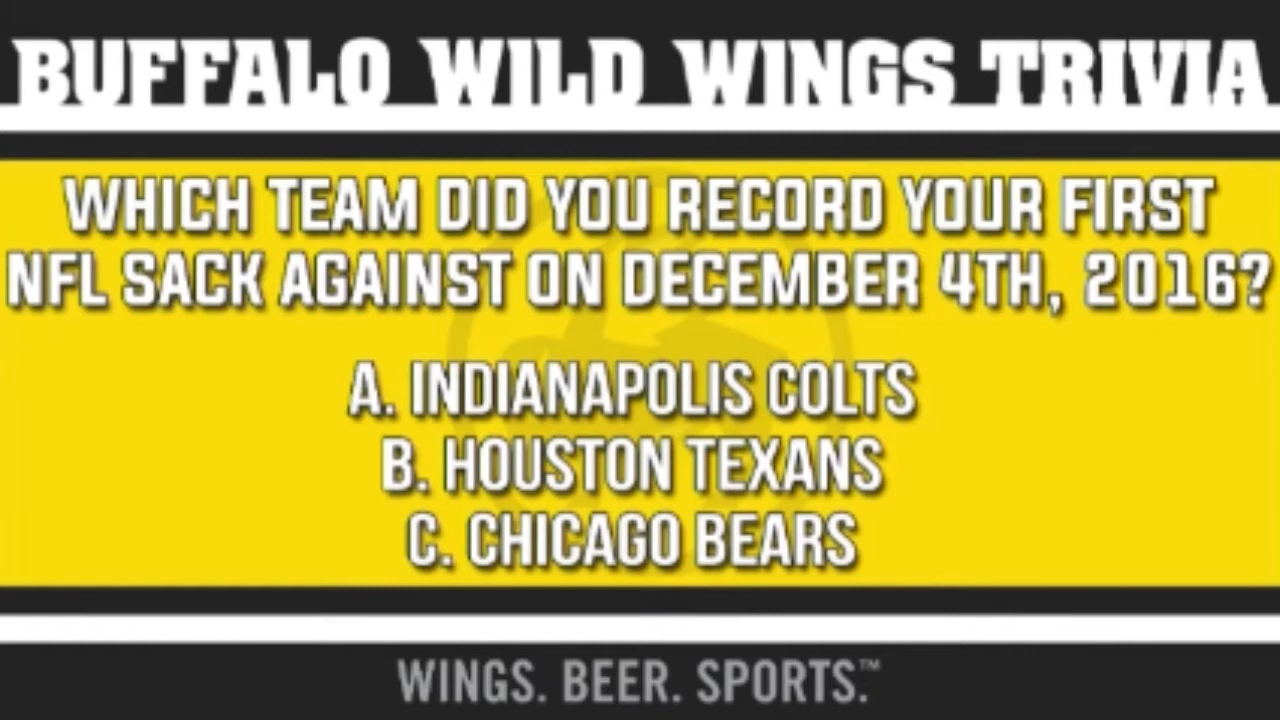 BUFFALO WILD WINGS TRIVIA
WHICH TEAM DID YOU RECORD YOUR FIRST
NFL SACK AGAINST ON DECEMBER 4TH, 2016?
A. INDIANAPOLIS COLTS
B. HOUSTON TEXANS
C. CHICAGO BEARS
WINGS. BEER. SPORTS.™